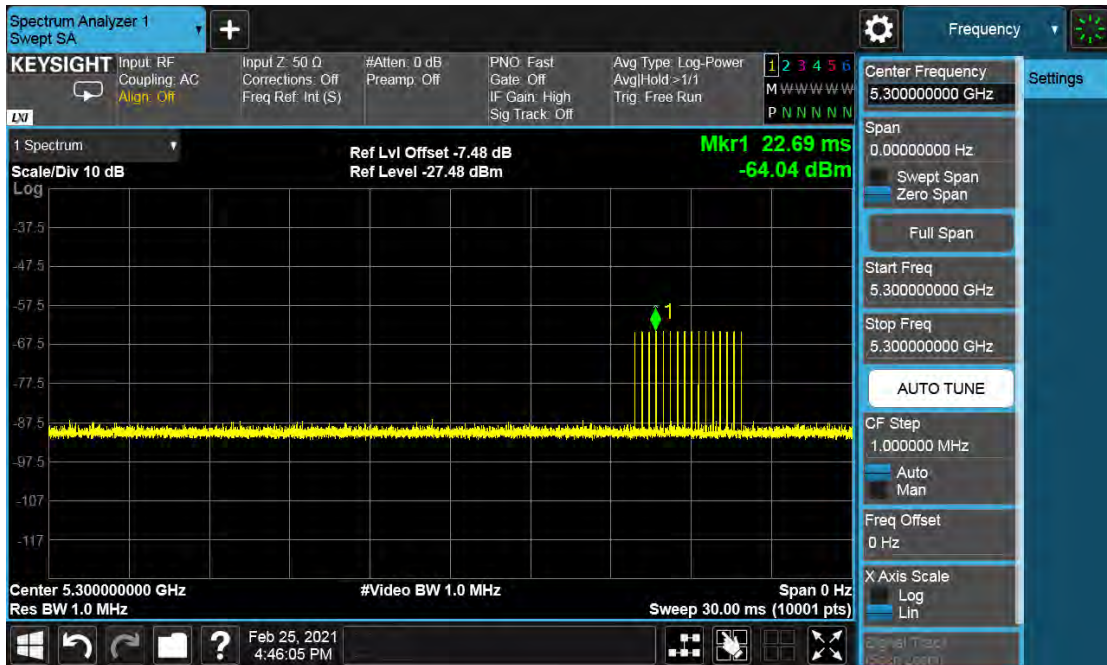 Spectrum Analyzer 1
Swept SA
+
Frequency
KEYSIGHT
Input: RF
Coupling: AC
Align: Off
Input Z: 50 Ω
Corrections: Off
Freq Ref: Int (S)
#Atten: 0 dB
Preamp: Off
PNO: Fast
Gate: Off
IF Gain: High
Sig Track: Off
Avg Type: Log-Power
Avg|Hold >1/1
Trig: Free Run
1 2 3 4 5 6
M W W W W W
P N N N N N
LXI
Center Frequency
5.300000000 GHz
Settings
Span
0.00000000 Hz
Swept Span
Zero Span
Full Span
Start Freq
5.300000000 GHz
Stop Freq
5.300000000 GHz
AUTO TUNE
CF Step
1.000000 MHz
Auto
Man
Freq Offset
0 Hz
X Axis Scale
Log
Lin
1 Spectrum
Scale/Div 10 dB
Ref Lvl Offset -7.48 dB
Ref Level -27.48 dBm
Mkr1 22.69 ms
-64.04 dBm
Log
-37.5
-47.5
-57.5
-67.5
-77.5
-87.5
-97.5
-107
-117
1
Center 5.300000000 GHz
Res BW 1.0 MHz
#Video BW 1.0 MHz
Span 0 Hz
Sweep 30.00 ms (10001 pts)
?
Feb 25, 2021
4:46:05 PM